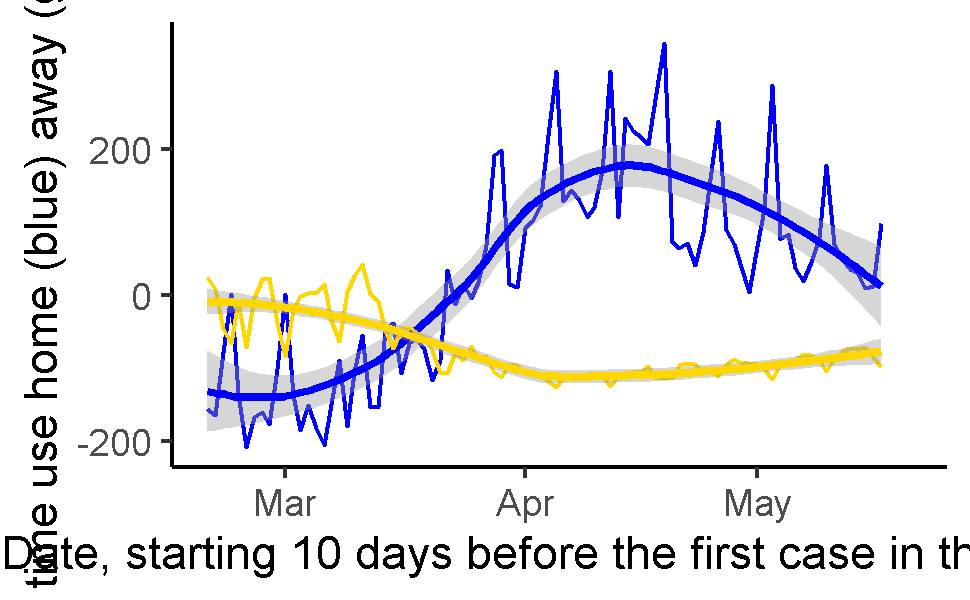 time use home (blue) away (
200
0
-200
Mar Apr May
Date, starting 10 days before the first case in th